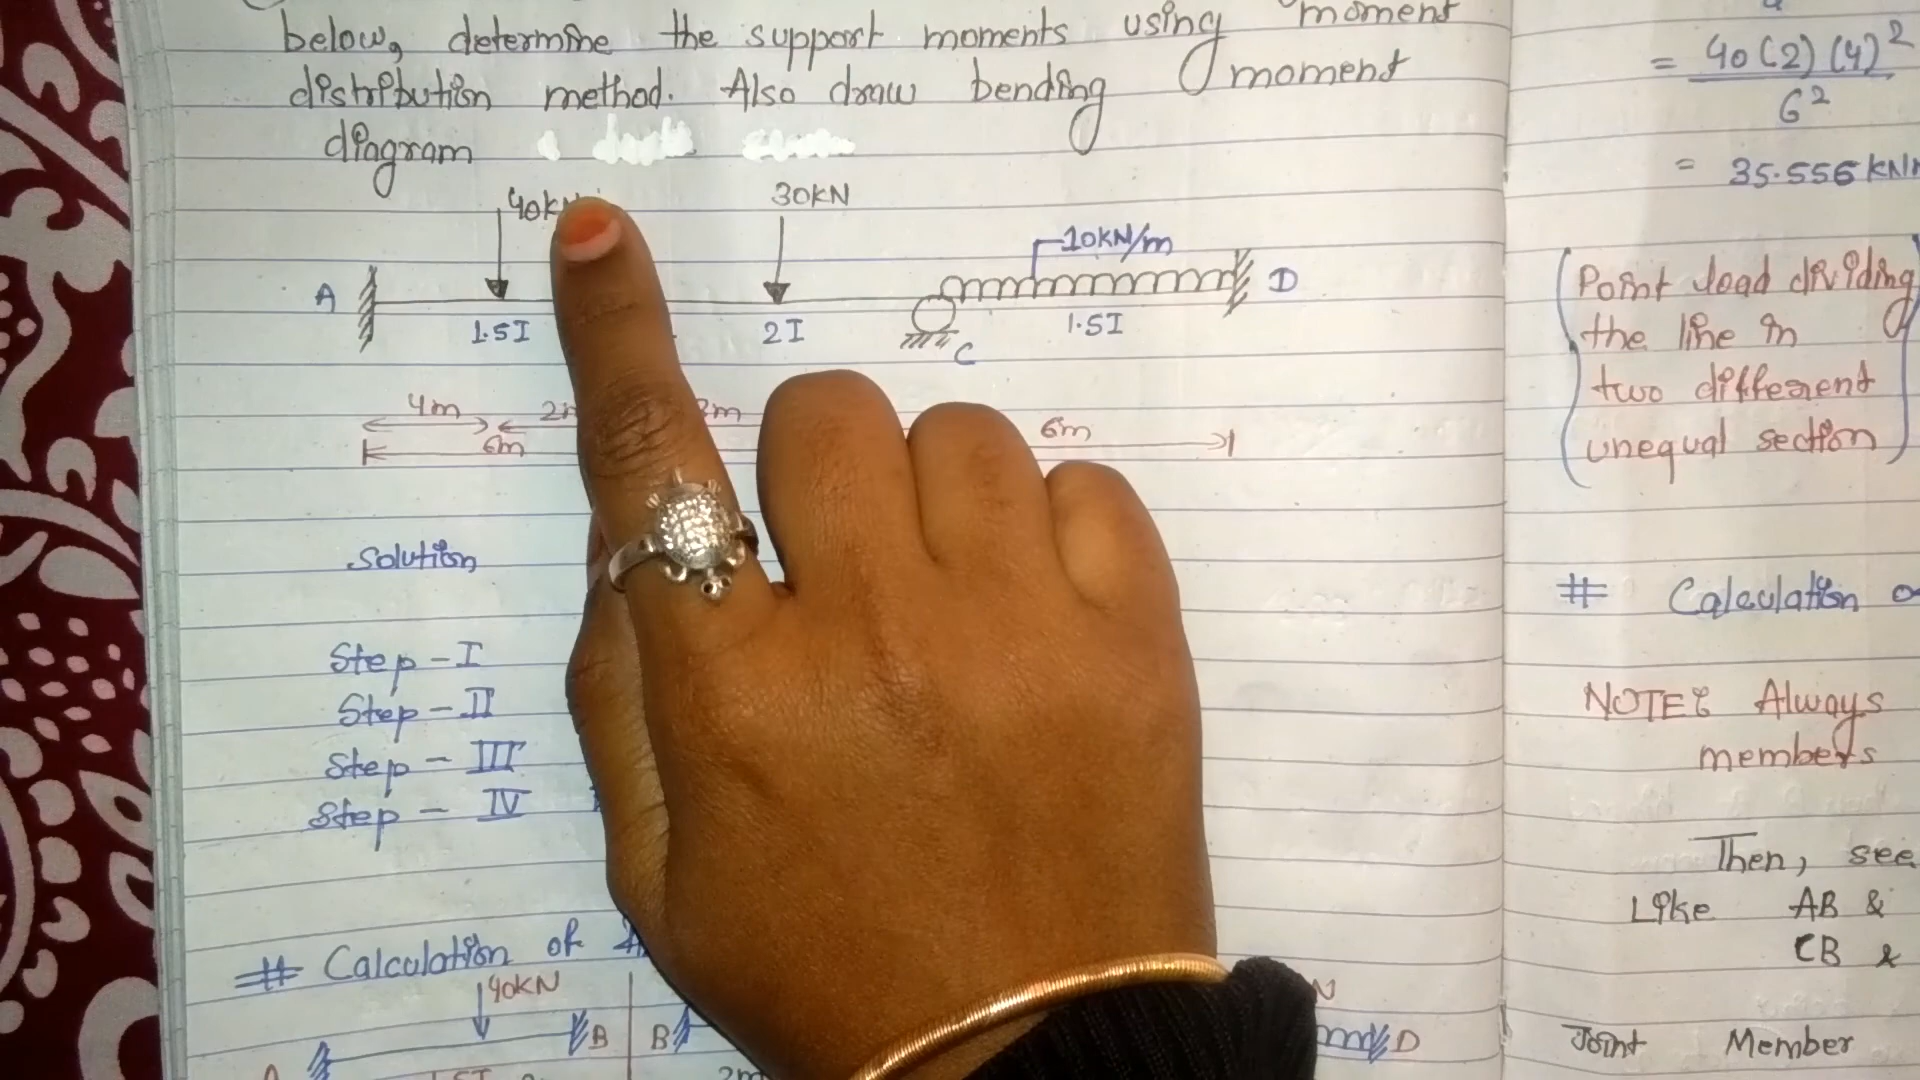 below, determine the support moments using moment
distribution method. Also draw bending moment
diagram
40k
30KN
10KN/m
A
D
1.5I
2I
1.5I
C
4m
6m
6m
Solution
Step - I
Step - II
Step - III
Step - IV
# Calculation of
40KN
B
B
D
= 40(2)(4)²
6²
= 35.556 KN
Point load dividing
the line in
two different
unequal section
# Calculation
NOTE: Always
members
Then, see
Like AB &
CB &
Joint Member